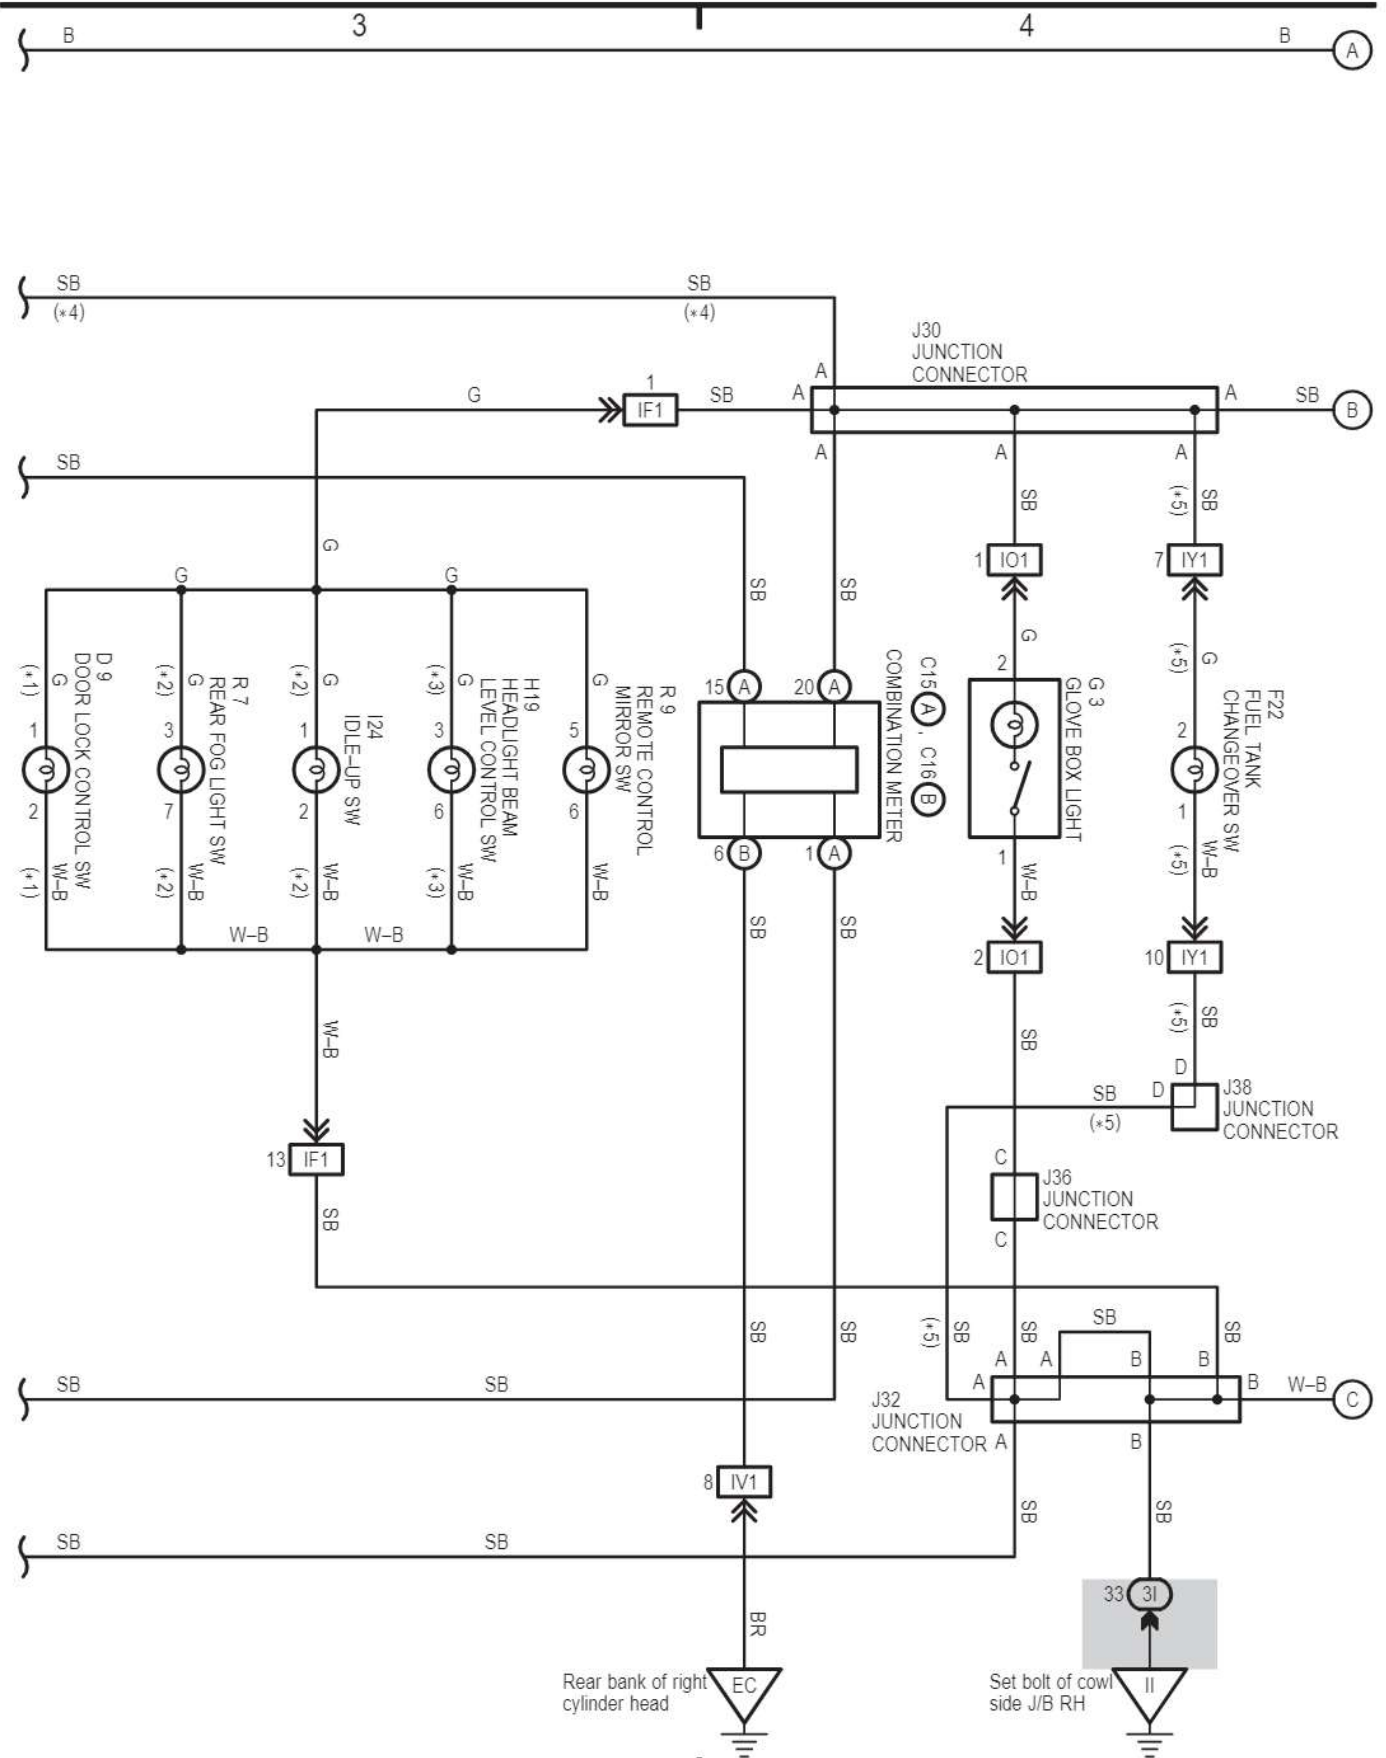 3
4
B
B
A
SB
(*4)
SB
(*4)
J30
JUNCTION
CONNECTOR
A
G
1
IF1
SB
A
A
SB
B
SB
A
A
A
SB
SB
(*5)
G
1
IO1
7
IY1
G
G
SB
SB
G
G
(*5)
(*1)
G
D 9
DOOR LOCK CONTROL SW
(*2)
G
R 7
REAR FOG LIGHT SW
(*2)
G
I24
IDLE-UP SW
(*3)
G
H19
HEADLIGHT BEAM
LEVEL CONTROL SW
G
R 9
REMOTE CONTROL
MIRROR SW
15
A
20
A
C15
A
, C16
B
COMBINATION METER
2
G 3
GLOVE BOX LIGHT
F22
FUEL TANK
CHANGEOVER SW
1
3
1
3
5
2
2
7
2
6
6
1
6
B
1
A
1
(*1)
W-B
(*2)
W-B
(*2)
W-B
(*3)
W-B
W-B
W-B
(*5)
W-B
W-B
W-B
SB
SB
2
IO1
10
IY1
W-B
SB
(*5)
SB
D
D
J38
JUNCTION
CONNECTOR
SB
(*5)
13
IF1
C
J36
JUNCTION
CONNECTOR
C
SB
SB
SB
(*5)
SB
SB
SB
SB
A
A
B
B
SB
SB
A
B
W-B
C
J32
JUNCTION
CONNECTOR
A
B
8
IV1
SB
SB
SB
SB
33
3I
BR
Rear bank of right
cylinder head
EC
Set bolt of cowl
side J/B RH
II